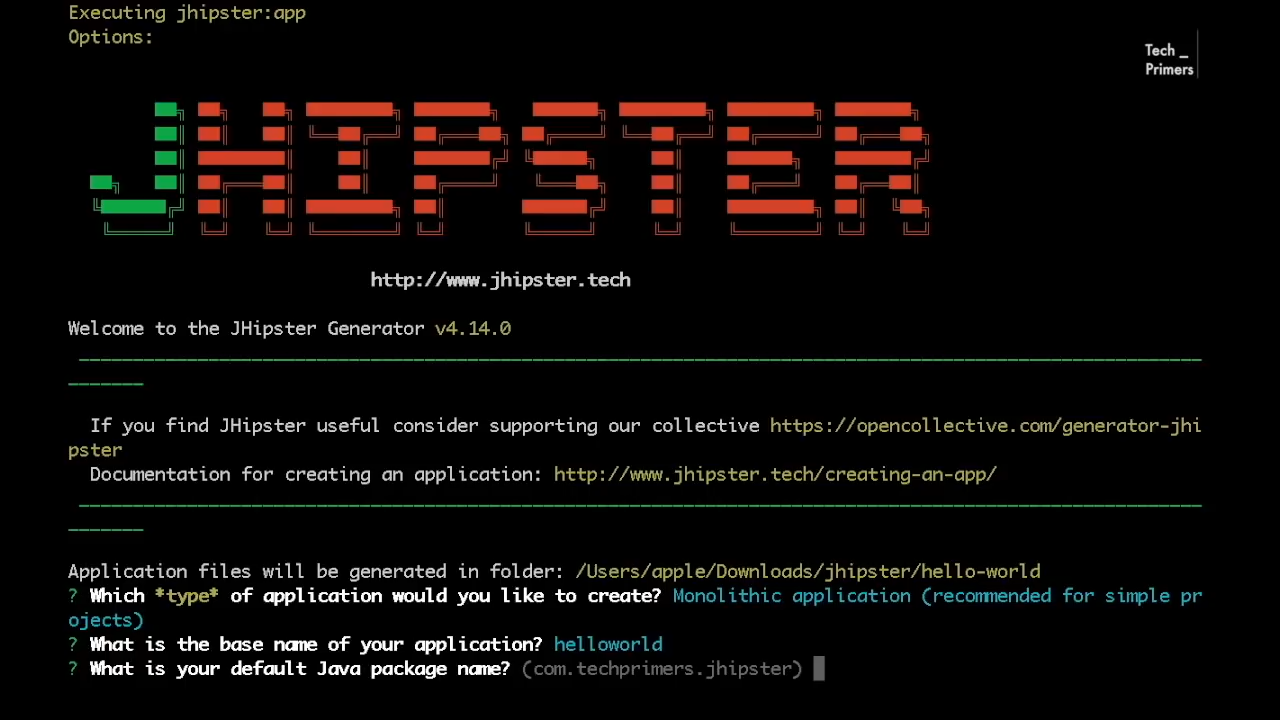 Executing jhipster:app
Options:
Tech _
Primers
JHIPSTER
http://www.jhipster.tech
Welcome to the JHipster Generator v4.14.0
If you find JHipster useful consider supporting our collective https://opencollective.com/generator-jhi
pster
Documentation for creating an application: http://www.jhipster.tech/creating-an-app/
Application files will be generated in folder: /Users/apple/Downloads/jhipster/hello-world
? Which *type* of application would you like to create? Monolithic application (recommended for simple pr
ojects)
? What is the base name of your application? helloworld
? What is your default Java package name? (com.techprimers.jhipster)